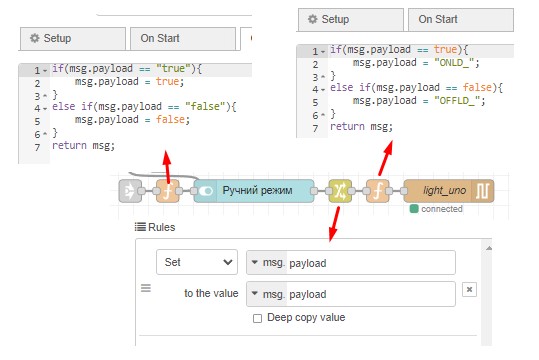 Setup
On Start
1 if(msg.payload == "true"){
2 msg.payload = true;
3 }
4 else if(msg.payload == "false"){
5 msg.payload = false;
6 }
7 return msg;
Setup
On Start
1 if(msg.payload == true){
2 msg.payload = "ONLD_";
3 }
4 else if(msg.payload == false){
5 msg.payload = "OFFLD_";
6 }
7 return msg;
f
Ручний режим
f
light_uno
connected
Rules
Set
msg. payload
to the value
msg. payload
Deep copy value